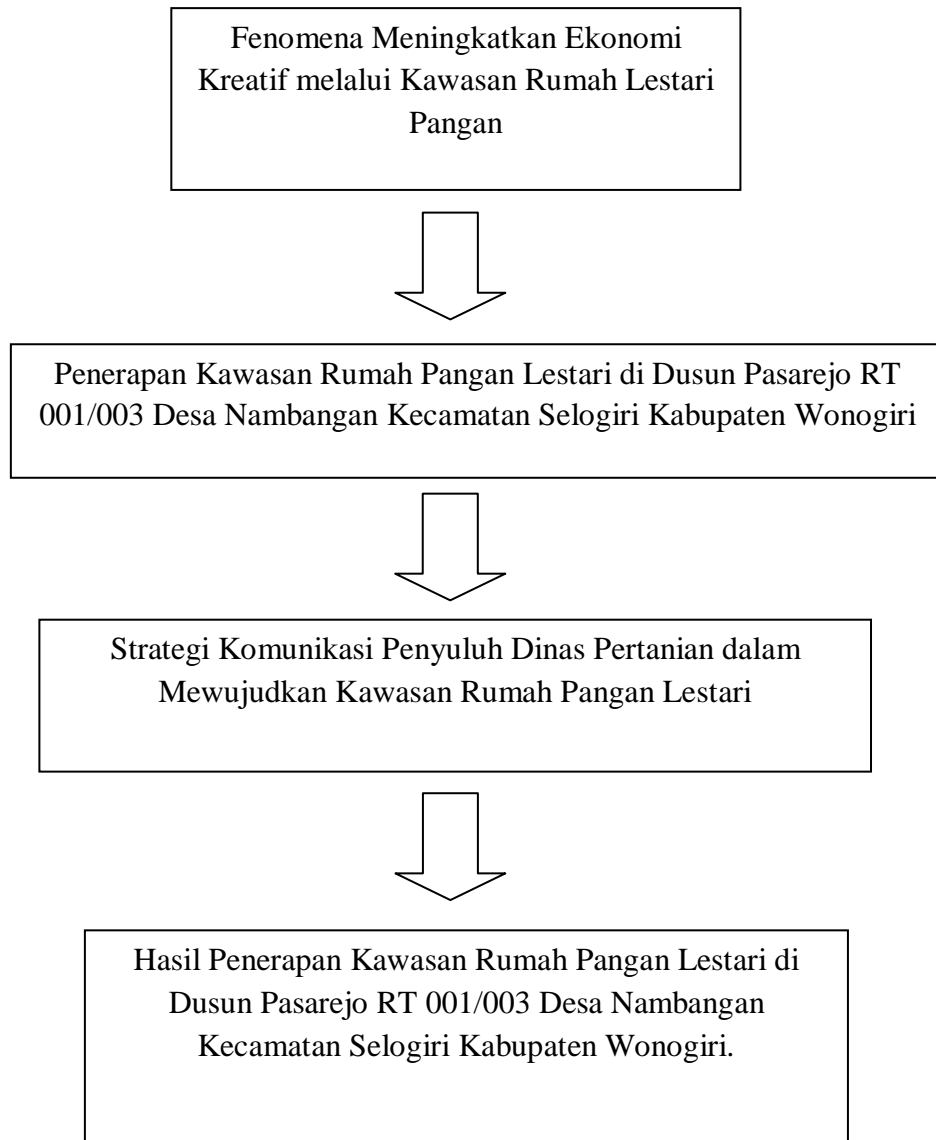 Fenomena Meningkatkan Ekonomi
Kreatif melalui Kawasan Rumah Lestari
Pangan
Penerapan Kawasan Rumah Pangan Lestari di Dusun Pasarejo RT
001/003 Desa Nambangan Kecamatan Selogiri Kabupaten Wonogiri
Strategi Komunikasi Penyuluh Dinas Pertanian dalam
Mewujudkan Kawasan Rumah Pangan Lestari
Hasil Penerapan Kawasan Rumah Pangan Lestari di
Dusun Pasarejo RT 001/003 Desa Nambangan
Kecamatan Selogiri Kabupaten Wonogiri.